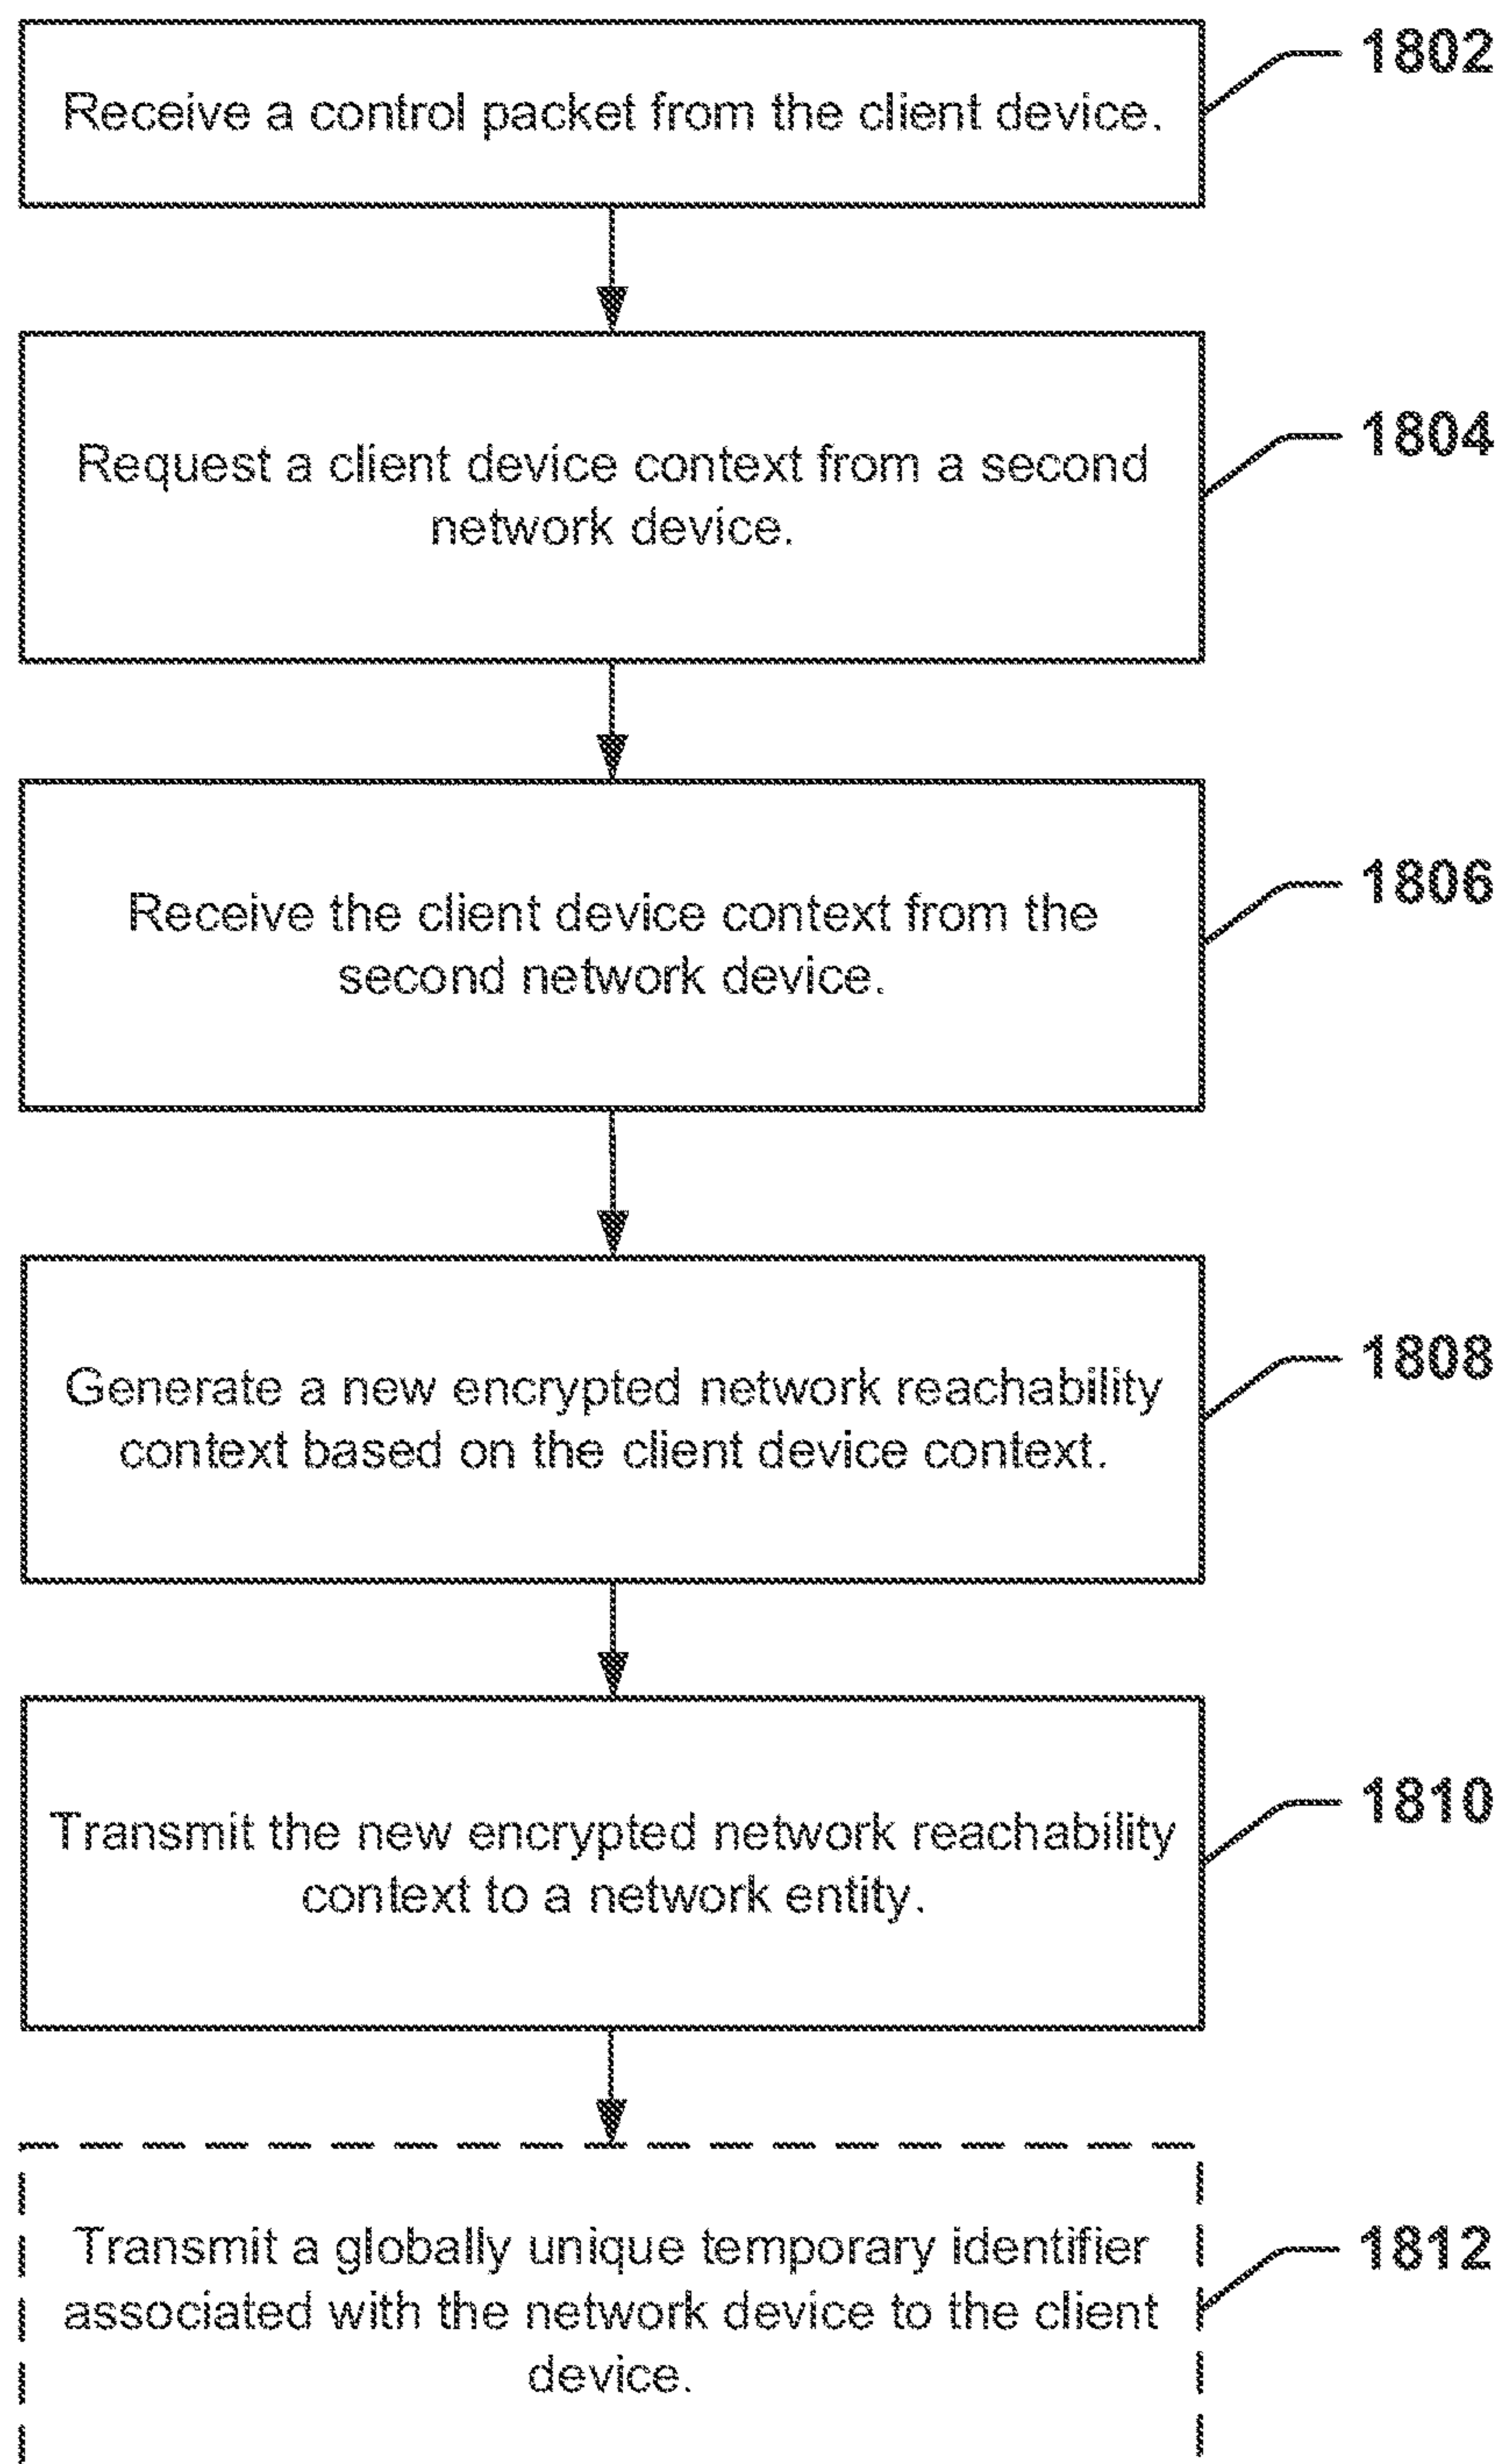 Receive a control packet from the client device.
1802
Request a client device context from a second
network device.
1804
Receive the client device context from the
second network device.
1806
Generate a new encrypted network reachability
context based on the client device context.
1808
Transmit the new encrypted network reachability
context to a network entity.
1810
Transmit a globally unique temporary identifier
associated with the network device to the client
device.
1812